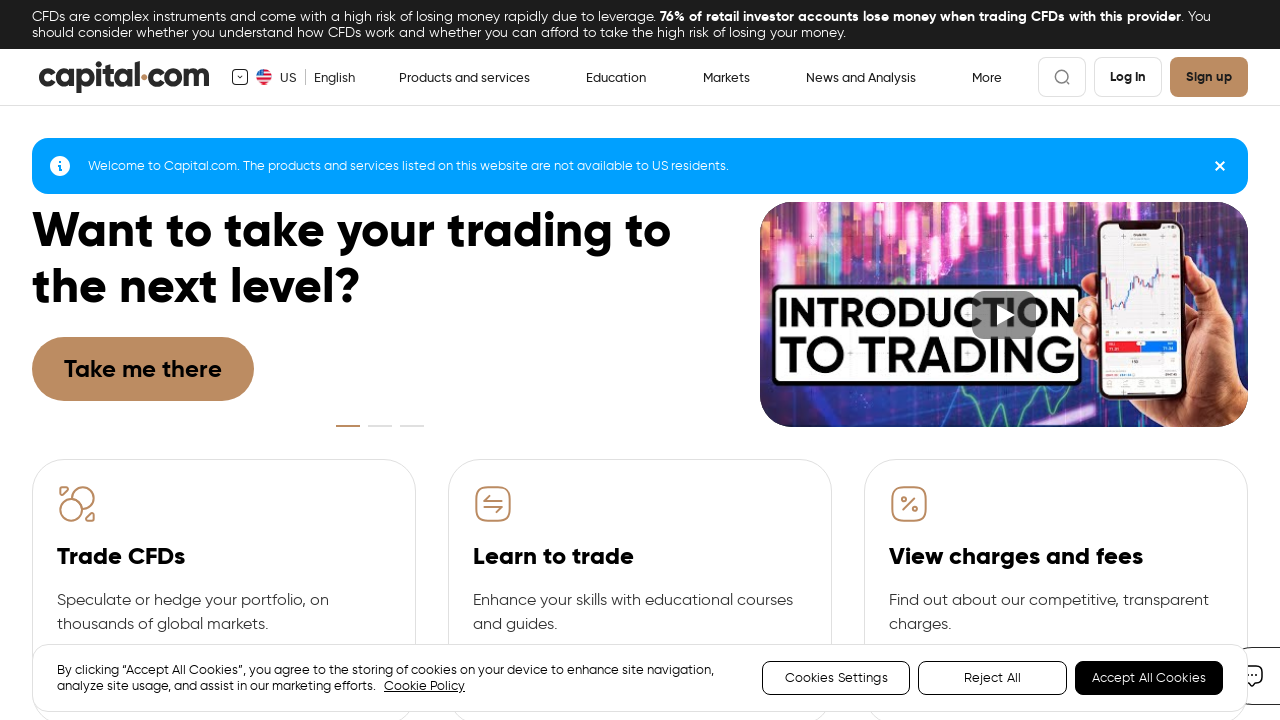 CFDs are complex instruments and come with a high risk of losing money rapidly due to leverage. 76% of retail investor accounts lose money when trading CFDs with this provider. You
should consider whether you understand how CFDs work and whether you can afford to take the high risk of losing your money.
capital.com US English Products and services Education Markets News and Analysis More Log In Sign up
Welcome to Capital.com. The products and services listed on this website are not available to US residents.
Want to take your trading to
the next level?
Take me there
INTRODUCTION
TO TRADING
Trade CFDs
Speculate or hedge your portfolio, on
thousands of global markets.
Learn to trade
Enhance your skills with educational courses
and guides.
View charges and fees
Find out about our competitive, transparent
charges.
By clicking “Accept All Cookies”, you agree to the storing of cookies on your device to enhance site navigation,
analyze site usage, and assist in our marketing efforts. Cookie Policy
Cookies Settings
Reject All
Accept All Cookies